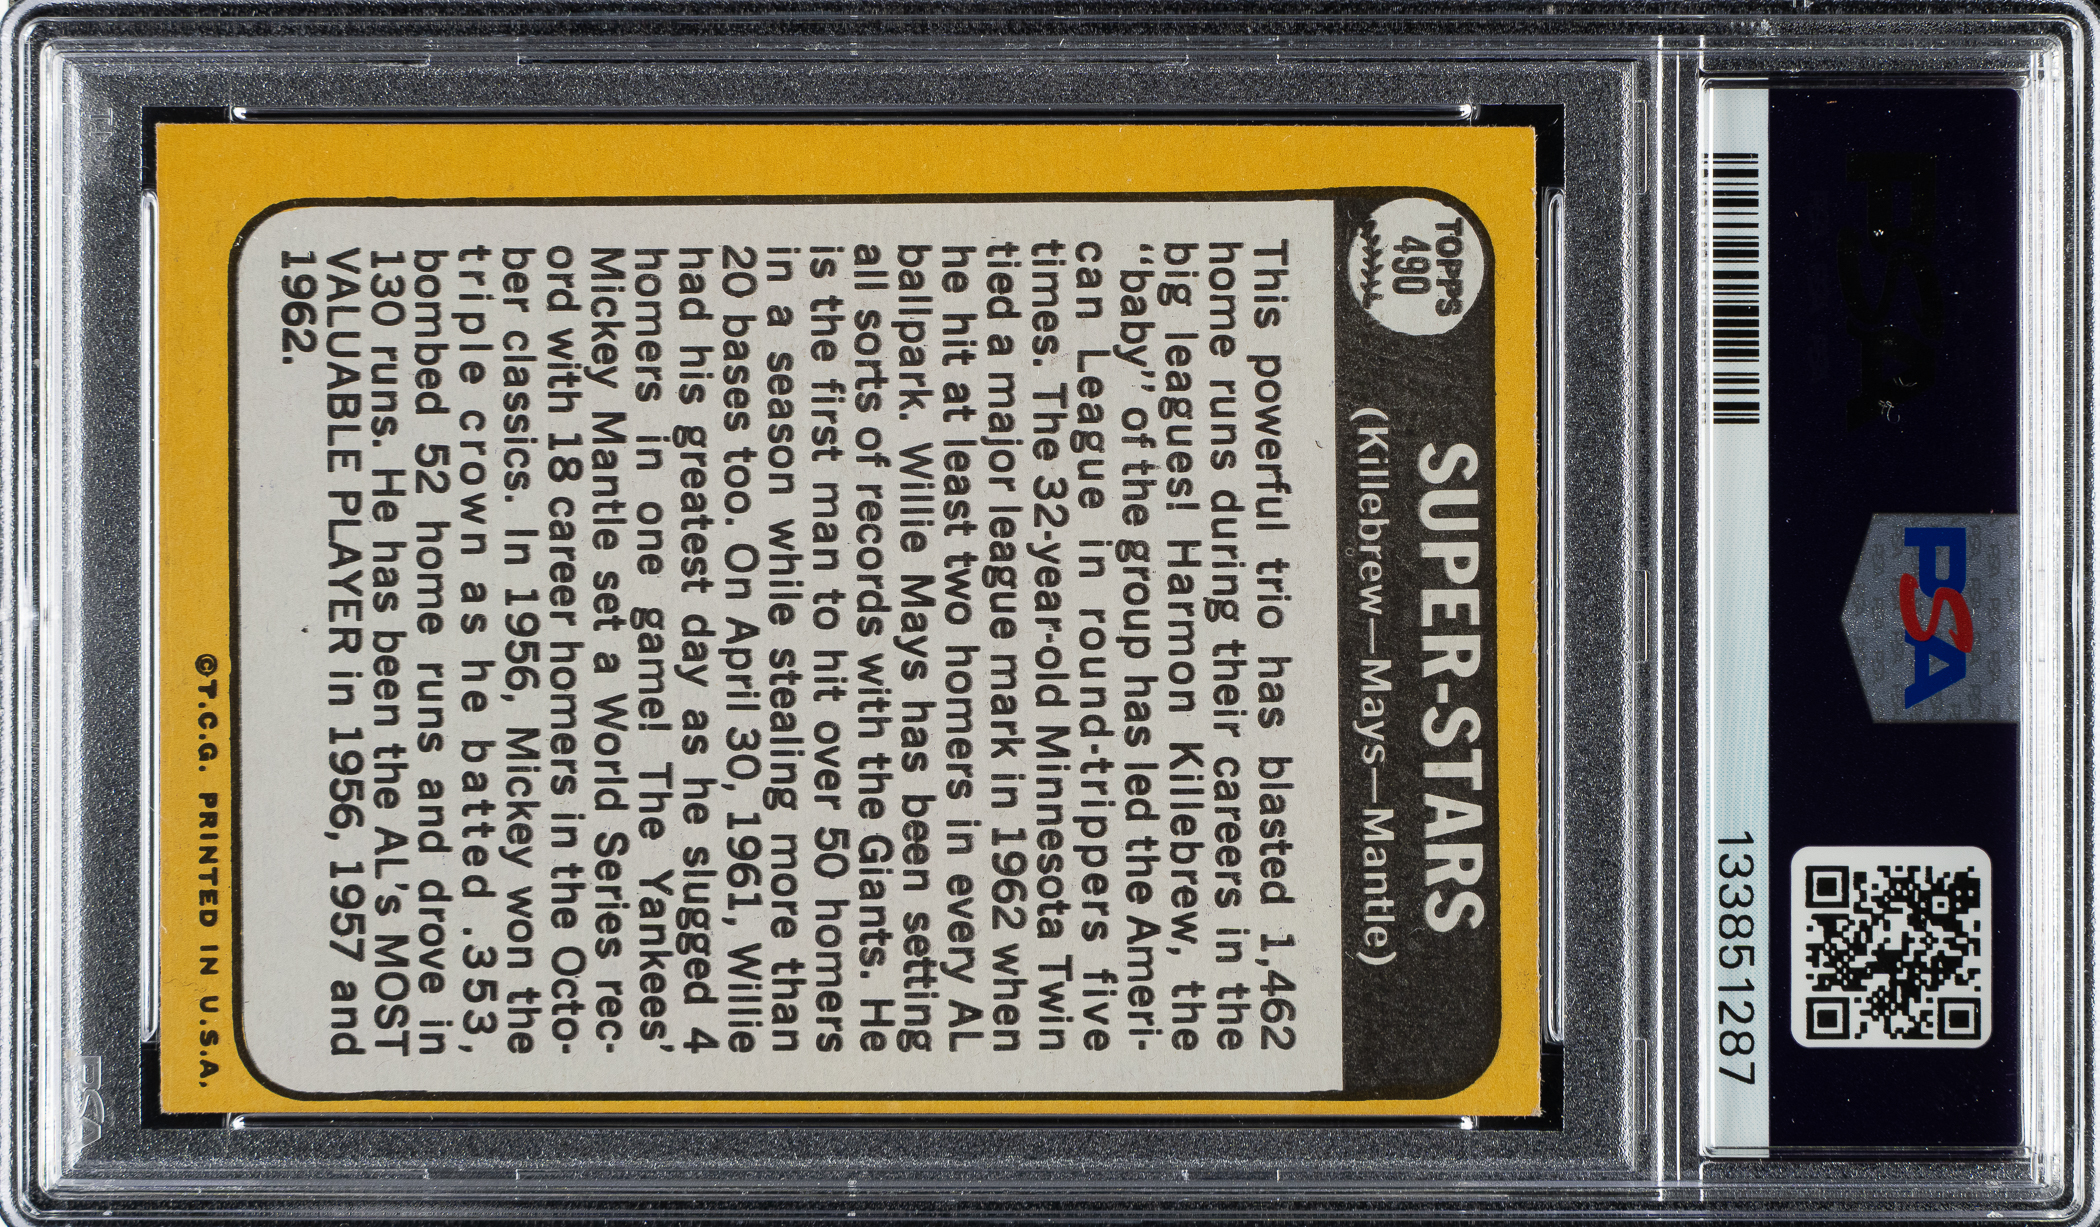 PSA
133851287
TOPPS
490
SUPER-STARS
(Killebrew—Mays—Mantle)
This powerful trio has blasted 1,462
home runs during their careers in the
big leagues! Harmon Killebrew, the
"baby" of the group has led the Ameri-
can League in round-trippers five
times. The 32-year-old Minnesota Twin
tied a major league mark in 1962 when
he hit at least two homers in every AL
ballpark. Willie Mays has been setting
all sorts of records with the Giants. He
is the first man to hit over 50 homers
in a season while stealing more than
20 bases too. On April 30, 1961, Willie
had his greatest day as he slugged 4
homers in one game! The Yankees'
Mickey Mantle set a World Series rec-
ord with 18 career homers in the Octo-
ber classics. In 1956, Mickey won the
triple crown as he batted .353,
bombed 52 home runs and drove in
130 runs. He has been the AL's MOST
VALUABLE PLAYER in 1956, 1957 and
1962.
©T.C.G. PRINTED IN U.S.A.
PSA